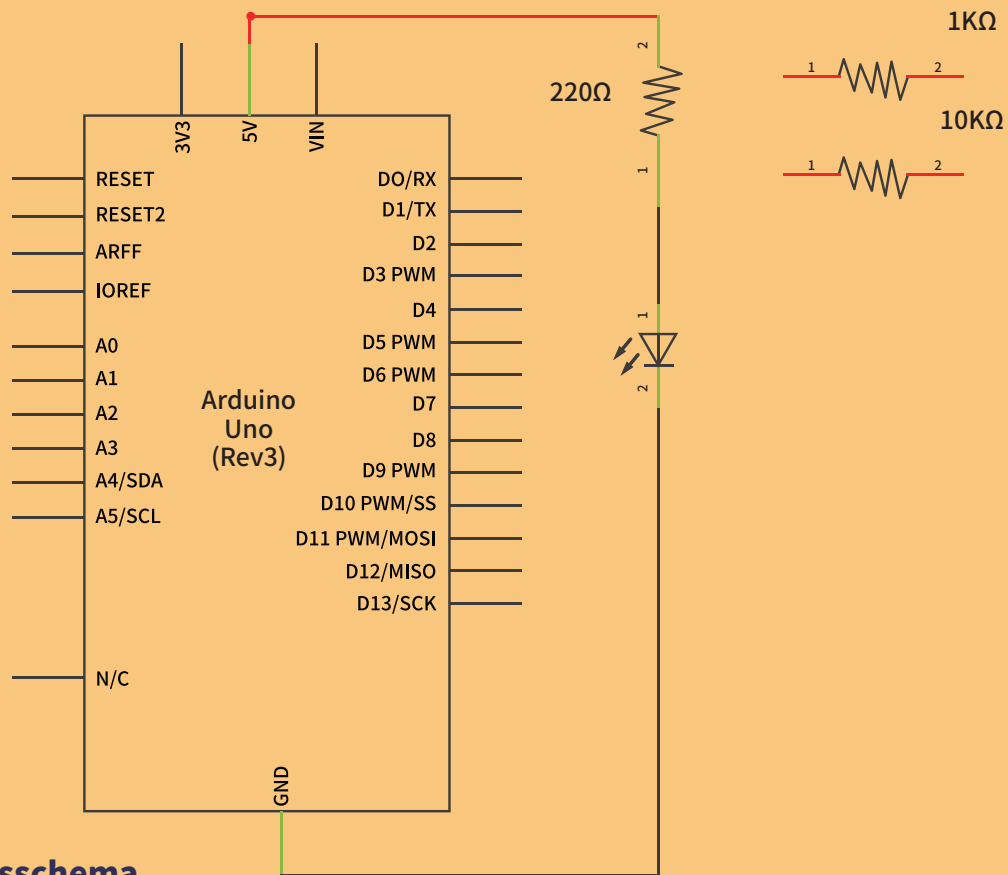 1KΩ
2
1
2
220Ω
10KΩ
1
1
2
3V3
5V
VIN
RESET
DO/RX
RESET2
D1/TX
ARFF
D2
IOREF
D3 PWM
D4
A0
D5 PWM
1
A1
D6 PWM
2
A2
D7
Arduino
Uno
(Rev3)
A3
D8
A4/SDA
D9 PWM
A5/SCL
D10 PWM/SS
D11 PWM/MOSI
D12/MISO
D13/SCK
N/C
GND
sschema